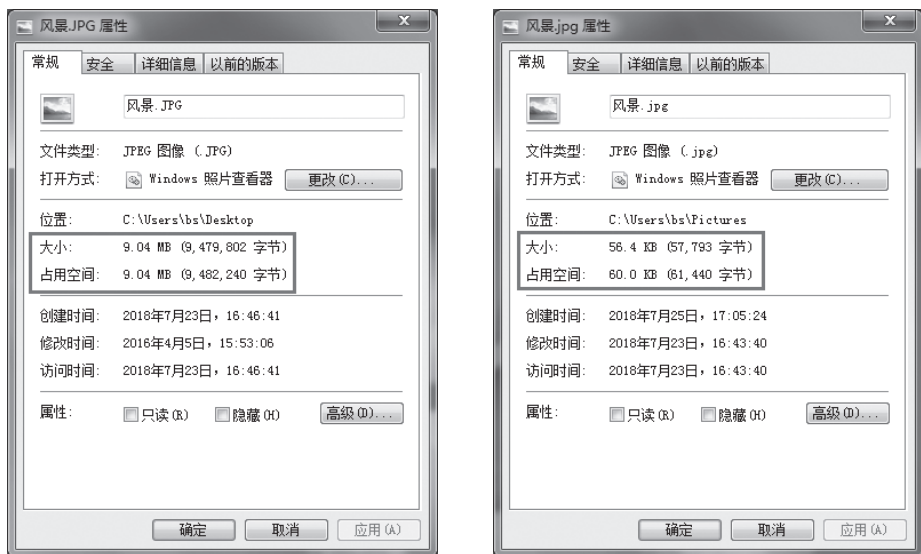 风景.JPG 属性
常规 安全 详细信息 以前的版本
风景.JPG
文件类型: JPEG 图像 (.JPG)
打开方式: Windows 照片查看器 更改(C)...
位置: C:\Users\bs\Desktop
大小: 9.04 MB (9,479,802 字节)
占用空间: 9.04 MB (9,482,240 字节)
创建时间: 2018年7月23日，16:46:41
修改时间: 2016年4月5日，15:53:06
访问时间: 2018年7月23日，16:46:41
属性: 只读(R) 隐藏(H) 高级(D)...
确定 取消 应用(A)
风景.jpg 属性
常规 安全 详细信息 以前的版本
风景.jpg
文件类型: JPEG 图像 (.jpg)
打开方式: Windows 照片查看器 更改(C)...
位置: C:\Users\bs\Pictures
大小: 56.4 KB (57,793 字节)
占用空间: 60.0 KB (61,440 字节)
创建时间: 2018年7月25日，17:05:24
修改时间: 2018年7月23日，16:43:40
访问时间: 2018年7月23日，16:43:40
属性: 只读(R) 隐藏(H) 高级(D)...
确定 取消 应用(A)